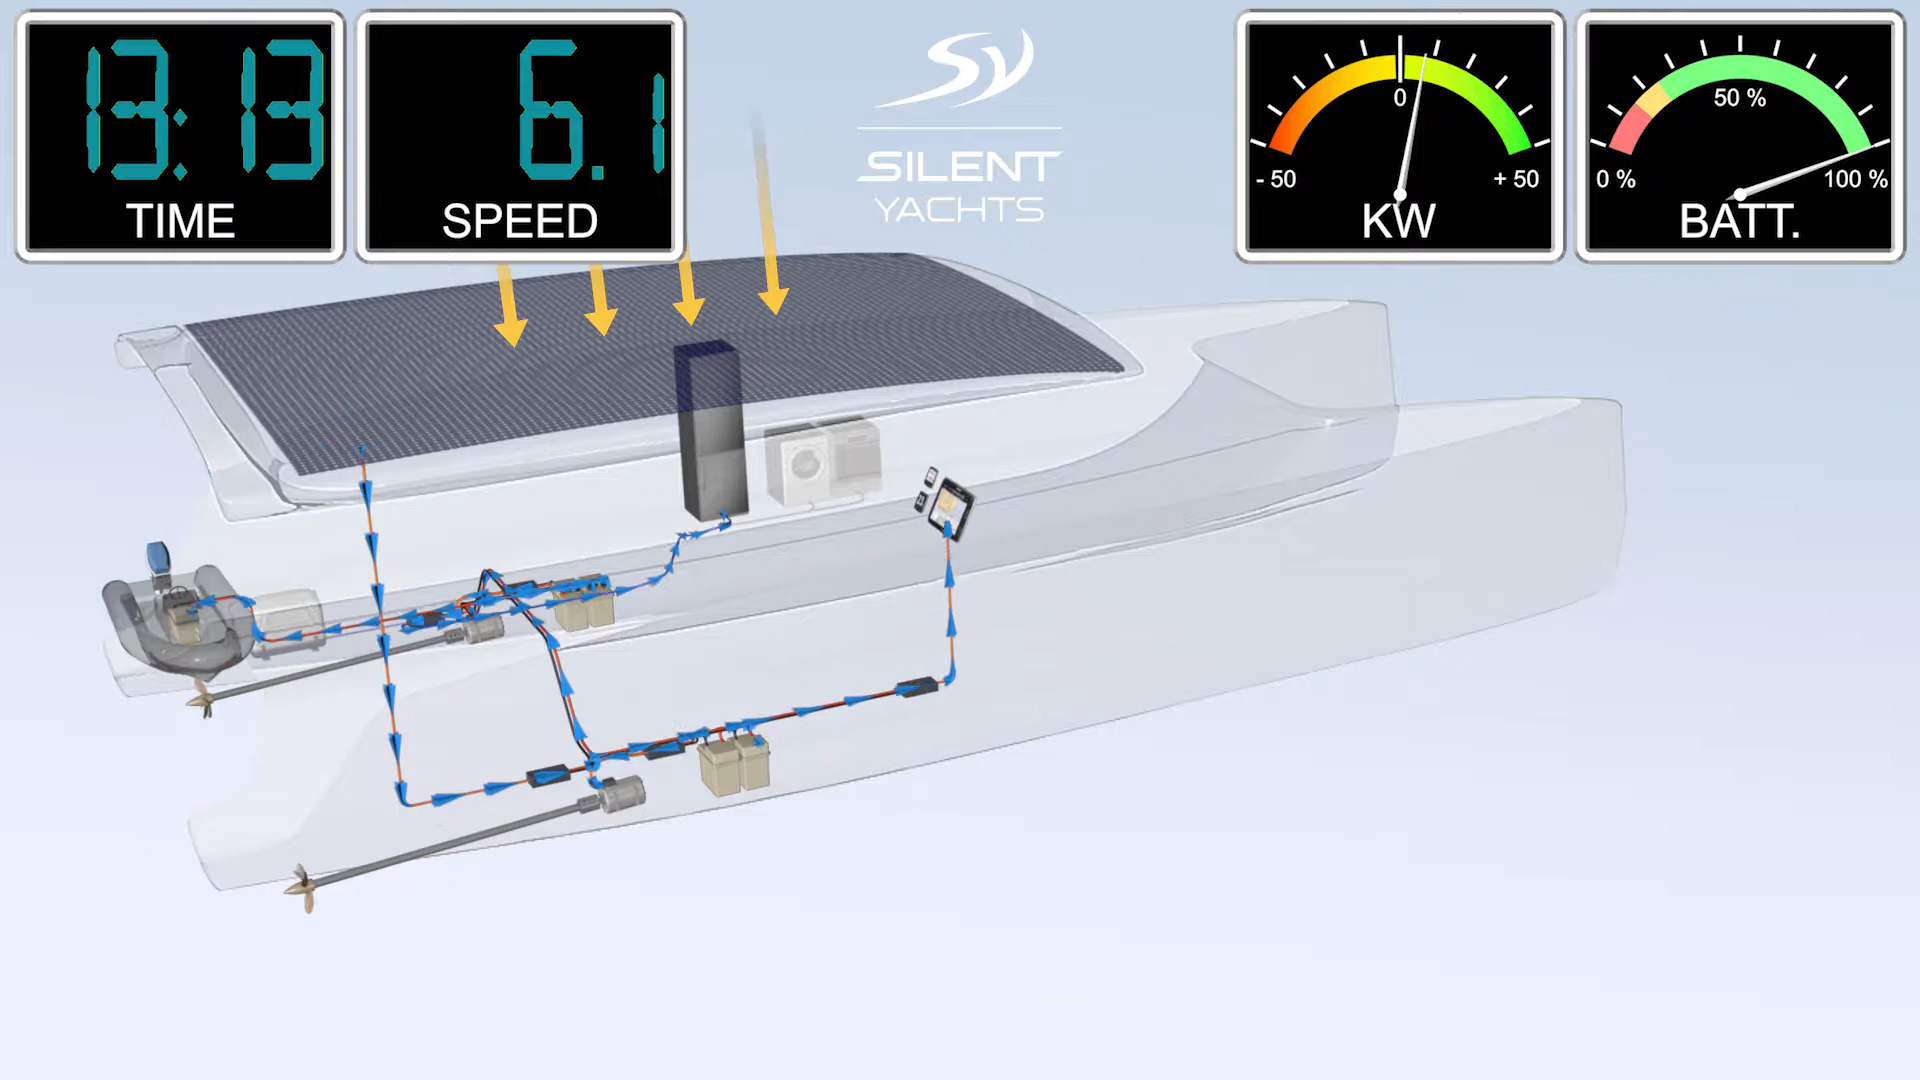 13:13
TIME
6.1
SPEED
SV
SILENT
YACHTS
0
- 50
+ 50
KW
50 %
0 %
100 %
BATT.